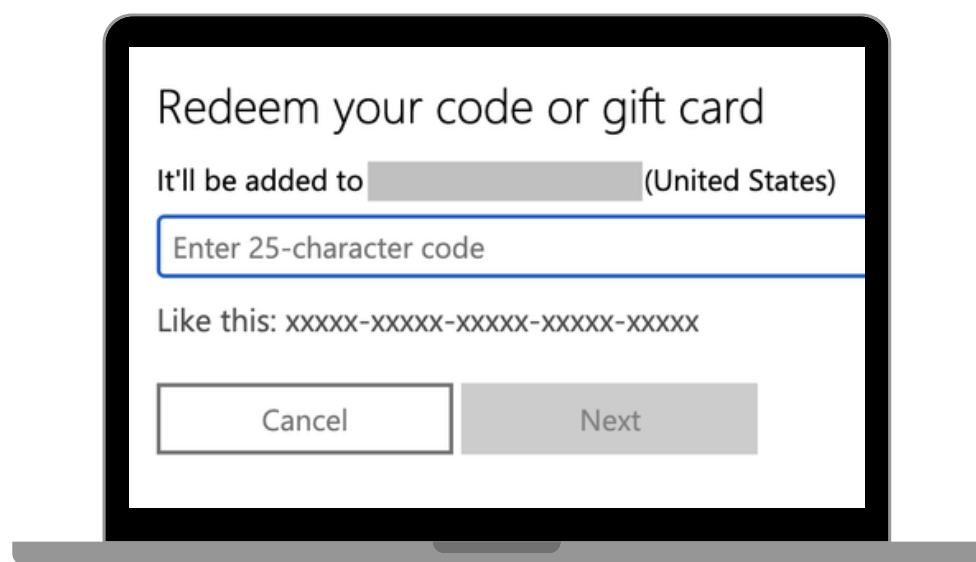 Redeem your code or gift card
It'll be added to (United States)
Enter 25-character code
Like this: xxxxx-xxxxx-xxxxx-xxxxx-xxxxx
Cancel Next